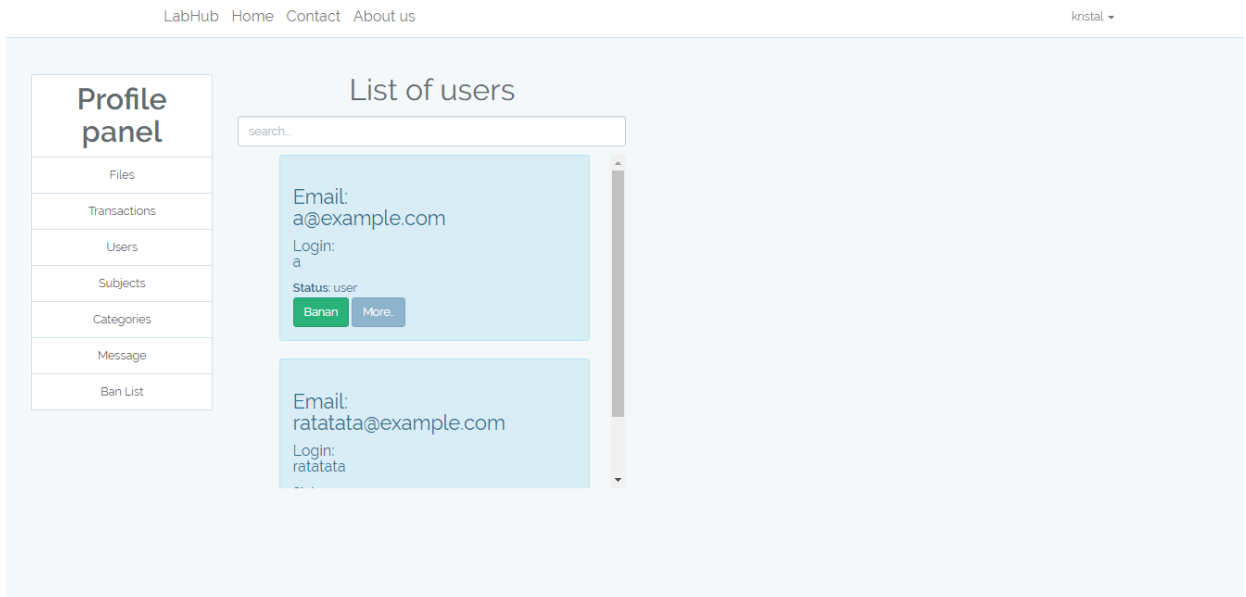 LabHub Home Contact About us
kristal
Profile
panel
Files
Transactions
Users
Subjects
Categories
Message
Ban List
List of users
search..
Email:
a@example.com
Login:
a
Status: user
Banan More..
Email:
ratatata@example.com
Login:
ratatata